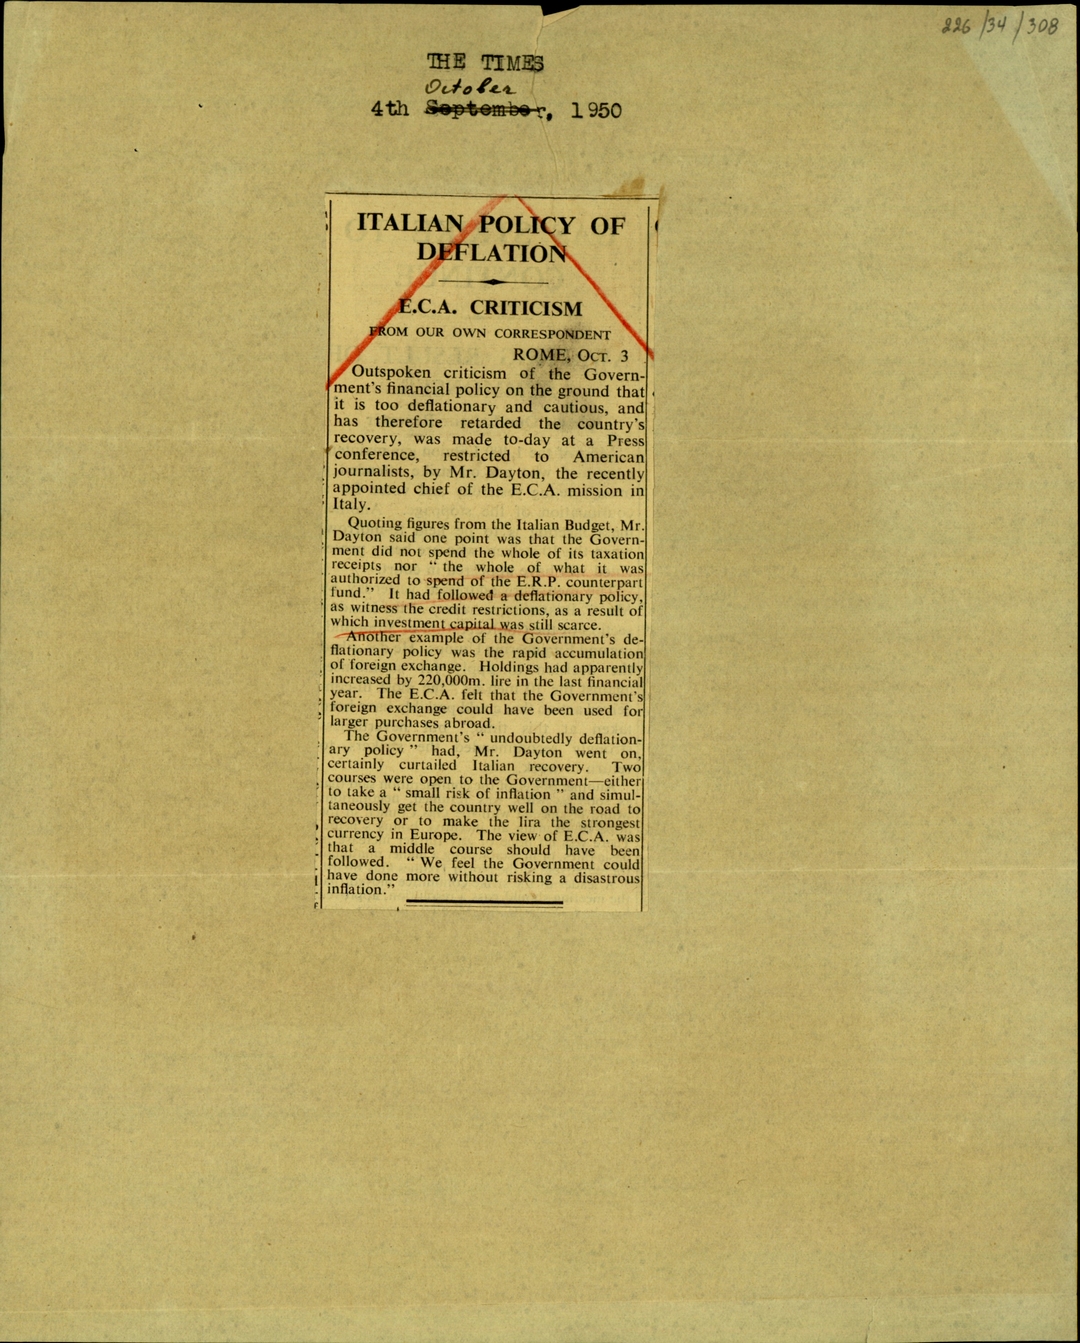 226/34/308
THE TIMES
October
4th September, 1950
ITALIAN POLICY OF
DEFLATION
E.C.A. CRITICISM
FROM OUR OWN CORRESPONDENT
ROME, OCT. 3
Outspoken criticism of the Govern-
ment's financial policy on the ground that
it is too deflationary and cautious, and
has therefore retarded the country's
recovery, was made to-day at a Press
conference, restricted to American
journalists, by Mr. Dayton, the recently
appointed chief of the E.C.A. mission in
Italy.
Quoting figures from the Italian Budget, Mr.
Dayton said one point was that the Govern-
ment did not spend the whole of its taxation
receipts nor " the whole of what it was
authorized to spend of the E.R.P. counterpart
fund." It had followed a deflationary policy,
as witness the credit restrictions, as a result of
which investment capital was still scarce.
Another example of the Government's de-
flationary policy was the rapid accumulation
of foreign exchange. Holdings had apparently
increased by 220,000m. lire in the last financial
year. The E.C.A. felt that the Government's
foreign exchange could have been used for
larger purchases abroad.
The Government's " undoubtedly deflation-
ary policy " had, Mr. Dayton went on,
certainly curtailed Italian recovery. Two
courses were open to the Government—either
to take a " small risk of inflation " and simul-
taneously get the country well on the road to
recovery or to make the lira the strongest
currency in Europe. The view of E.C.A. was
that a middle course should have been
followed. " We feel the Government could
have done more without risking a disastrous
inflation."